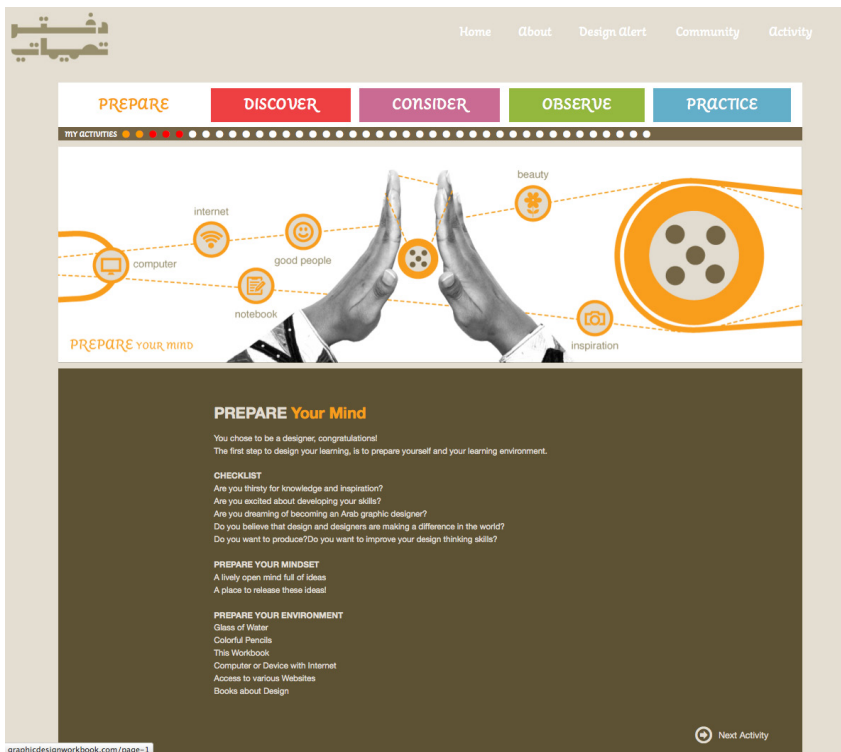 دفتر
تمياتي
Home About Design Alert Community Activity
PREPARE DISCOVER CONSIDER OBSERVE PRACTICE
MY ACTIVITIES
beauty
internet
good people
computer
notebook
inspiration
PREPARE YOUR MIND
PREPARE Your Mind
You chose to be a designer, congratulations!
The first step to design your learning, is to prepare yourself and your learning environment.
CHECKLIST
Are you thirsty for knowledge and inspiration?
Are you excited about developing your skills?
Are you dreaming of becoming an Arab graphic designer?
Do you believe that design and designers are making a difference in the world?
Do you want to produce?Do you want to improve your design thinking skills?
PREPARE YOUR MINDSET
A lively open mind full of ideas
A place to release these ideas!
PREPARE YOUR ENVIRONMENT
Glass of Water
Colorful Pencils
This Workbook
Computer or Device with Internet
Access to various Websites
Books about Design
Next Activity
graphicdesignworkbook.com/page-1